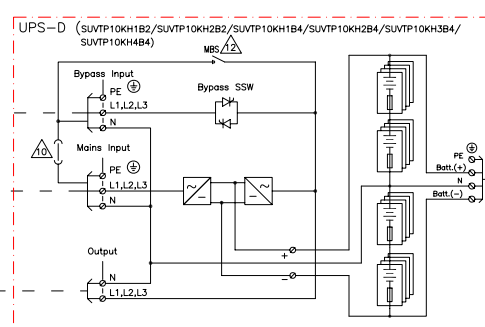 UPS-D (SUVTP10KH1B2/SUVTP10KH2B2/SUVTP10KH1B4/SUVTP10KH2B4/SUVTP10KH3B4/
SUVTP10KH4B4)
MBS
12
Bypass Input
PE
L1,L2,L3
N
Bypass SSW
10
Mains Input
PE
L1,L2,L3
N
PE
Batt.(+)
N
Batt.(-)
+
-
Output
N
L1,L2,L3